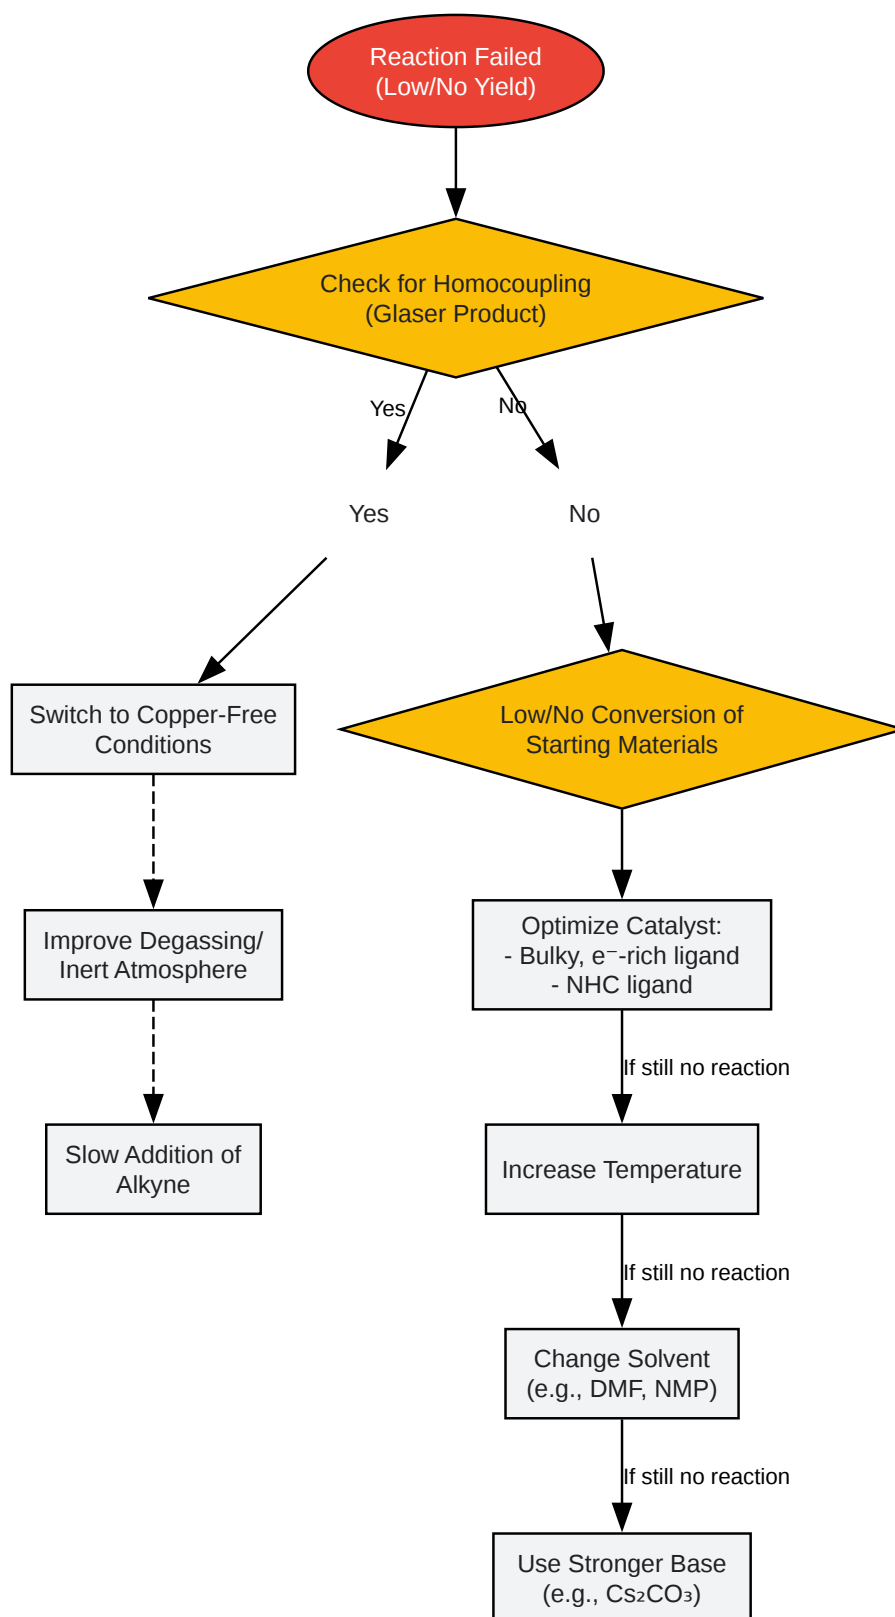 Reaction Failed
(Low/No Yield)
Check for Homocoupling
(Glaser Product)
Yes
No
Yes
No
Switch to Copper-Free
Conditions
Low/No Conversion of
Starting Materials
Improve Degassing/
Inert Atmosphere
Optimize Catalyst:
- Bulky, e⁻-rich ligand
- NHC ligand
If still no reaction
Slow Addition of
Alkyne
Increase Temperature
If still no reaction
Change Solvent
(e.g., DMF, NMP)
If still no reaction
Use Stronger Base
(e.g., Cs₂CO₃)